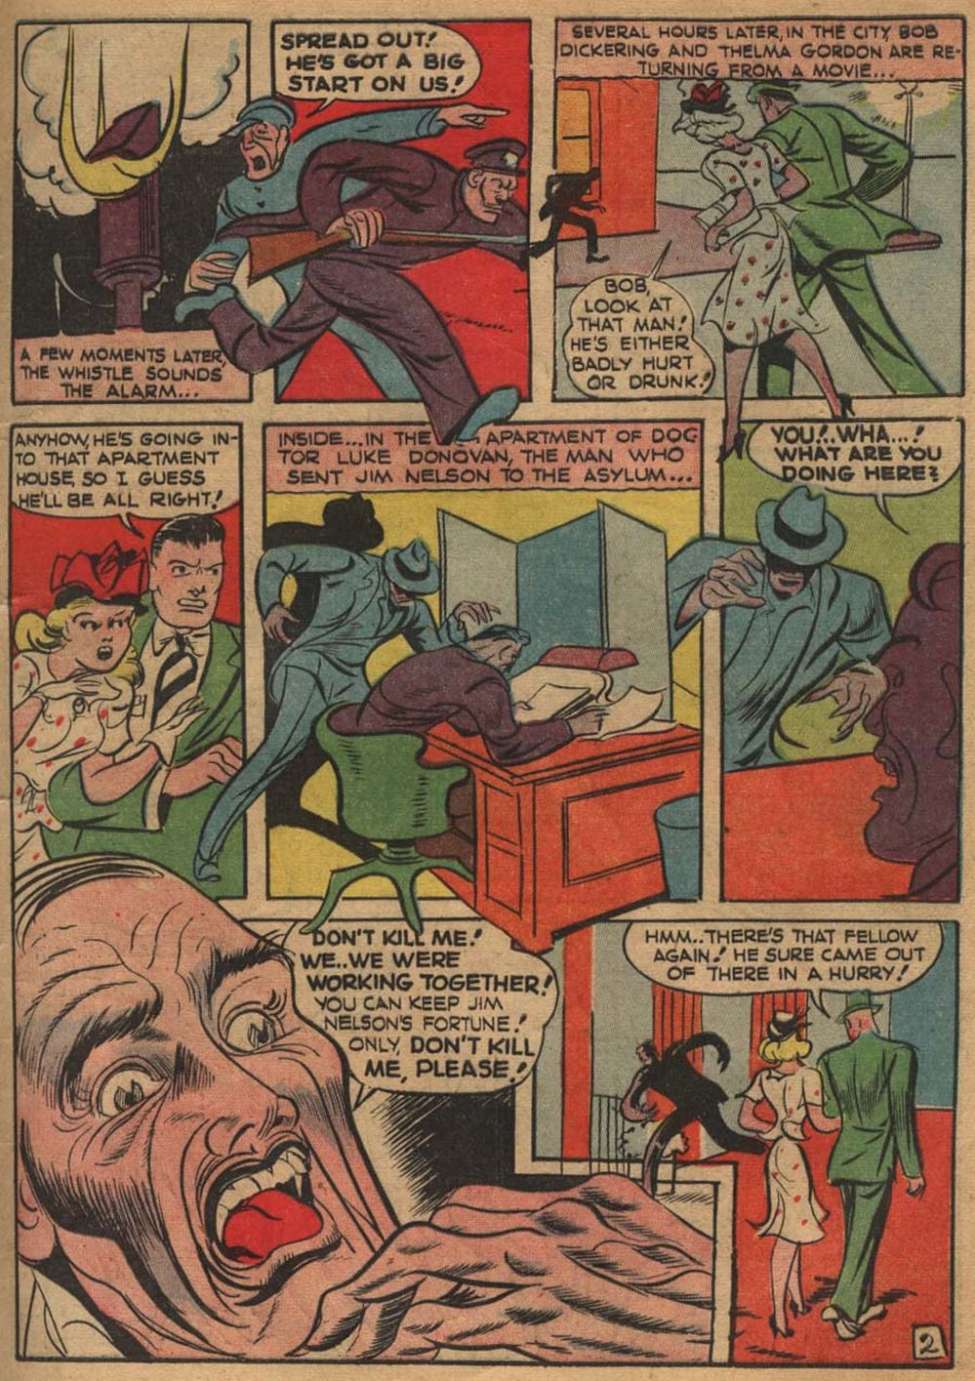 SPREAD OUT!
HE'S GOT A BIG
START ON US!
A FEW MOMENTS LATER
THE WHISTLE SOUNDS
THE ALARM...
SEVERAL HOURS LATER, IN THE CITY, BOB
DICKERING AND THELMA GORDON ARE RE-
TURNING FROM A MOVIE...
BOB,
LOOK AT
THAT MAN!
HE'S EITHER
BADLY HURT
OR DRUNK!
ANYHOW, HE'S GOING IN-
TO THAT APARTMENT
HOUSE, SO I GUESS
HE'LL BE ALL RIGHT!
INSIDE...IN THE APARTMENT OF DOC
TOR LUKE DONOVAN, THE MAN WHO
SENT JIM NELSON TO THE ASYLUM...
YOU!..WHA...!
WHAT ARE YOU
DOING HERE?
DON'T KILL ME!
WE..WE WERE
WORKING TOGETHER!
YOU CAN KEEP JIM
NELSON'S FORTUNE!
ONLY, DON'T KILL
ME, PLEASE!
HMM..THERE'S THAT FELLOW
AGAIN! HE SURE CAME OUT
OF THERE IN A HURRY!
2